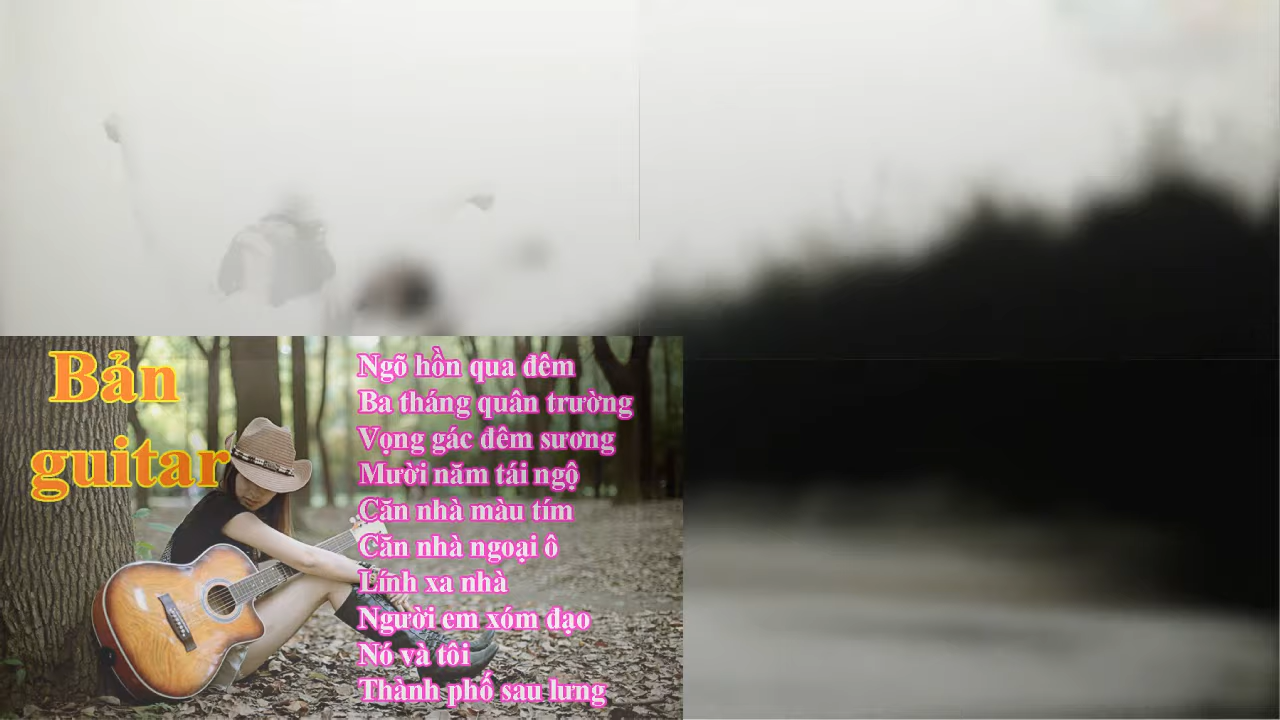 Bản
guitar
Ngõ hồn qua đêm
Ba tháng quân trường
Vọng gác đêm sương
Mười năm tái ngộ
Căn nhà màu tím
Căn nhà ngoại ô
Lính xa nhà
Người em xóm đạo
Nó và tôi
Thành phố sau lưng